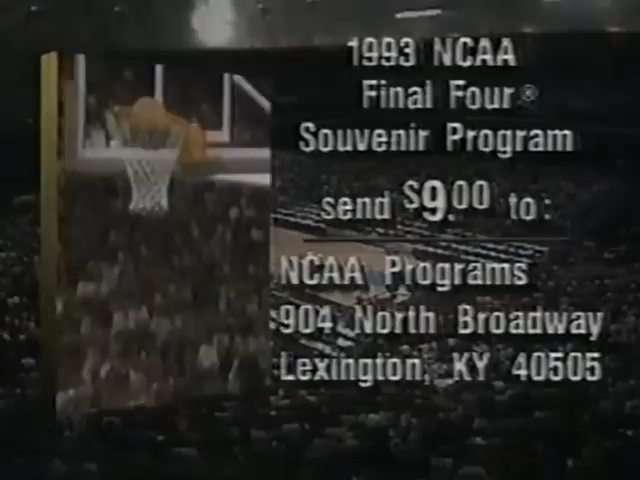 1993 NCAA
Final Four®
Souvenir Program
send $9.00 to:
NCAA Programs
904 North Broadway
Lexington, KY 40505